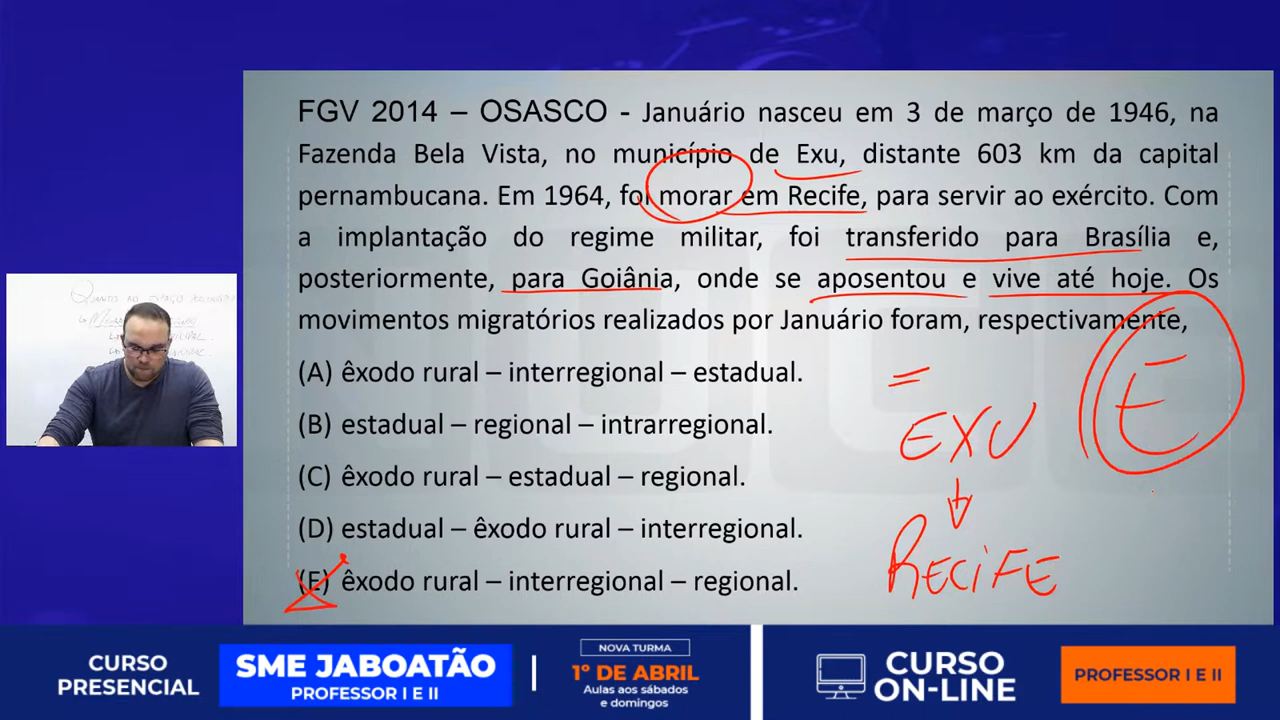 FGV 2014 – OSASCO - Januário nasceu em 3 de março de 1946, na
Fazenda Bela Vista, no município de Exu, distante 603 km da capital
pernambucana. Em 1964, foi morar em Recife, para servir ao exército. Com
a implantação do regime militar, foi transferido para Brasília e,
posteriormente, para Goiânia, onde se aposentou e vive até hoje. Os
movimentos migratórios realizados por Januário foram, respectivamente,
(A) êxodo rural – interregional – estadual.
(B) estadual – regional – intrarregional.
(C) êxodo rural – estadual – regional.
(D) estadual – êxodo rural – interregional.
(E) êxodo rural – interregional – regional.
=
EXU
RECIFE
E
CURSO
PRESENCIAL
SME JABOATÃO
PROFESSOR I E II
NOVA TURMA
1º DE ABRIL
Aulas aos sábados
e domingos
CURSO
ON-LINE
PROFESSOR I E II